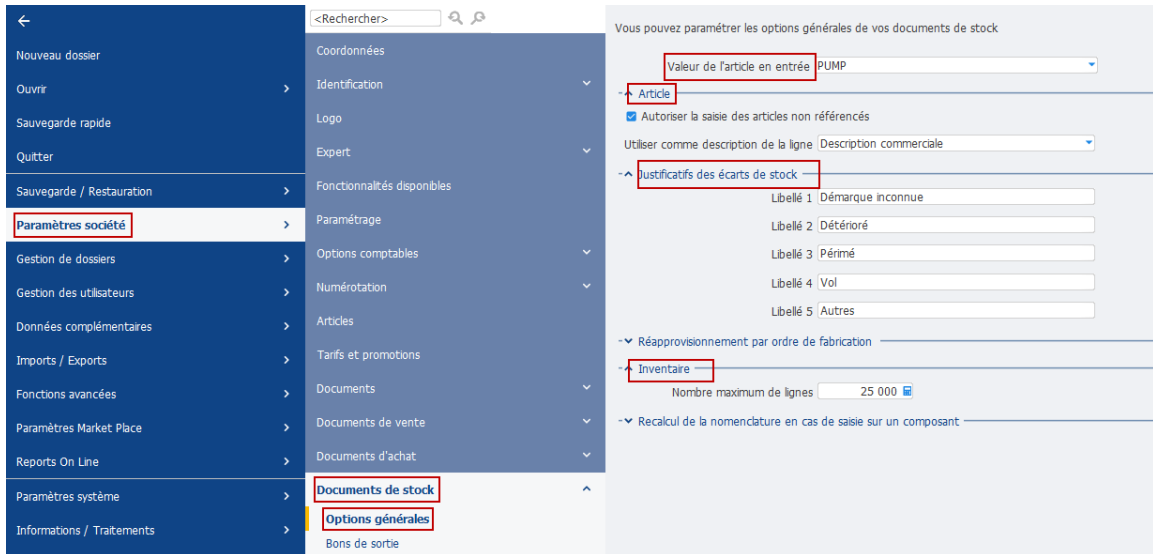 Nouveau dossier
Ouvrir
Sauvegarde rapide
Quitter
Sauvegarde / Restauration
Paramètres société
Gestion de dossiers
Gestion des utilisateurs
Données complémentaires
Imports / Exports
Fonctions avancées
Paramètres Market Place
Reports On Line
Paramètres système
Informations / Traitements
<Rechercher>
Coordonnées
Identification
Logo
Expert
Fonctionnalités disponibles
Paramétrage
Options comptables
Numérotation
Articles
Tarifs et promotions
Documents
Documents de vente
Documents d'achat
Documents de stock
Options générales
Bons de sortie
Vous pouvez paramétrer les options générales de vos documents de stock
Valeur de l'article en entrée PUMP
Article
Autoriser la saisie des articles non référencés
Utiliser comme description de la ligne Description commerciale
Justificatifs des écarts de stock
Libellé 1 Démarque inconnue
Libellé 2 Détérioré
Libellé 3 Périmé
Libellé 4 Vol
Libellé 5 Autres
Réapprovisionnement par ordre de fabrication
Inventaire
Nombre maximum de lignes 25 000
Recalcul de la nomenclature en cas de saisie sur un composant